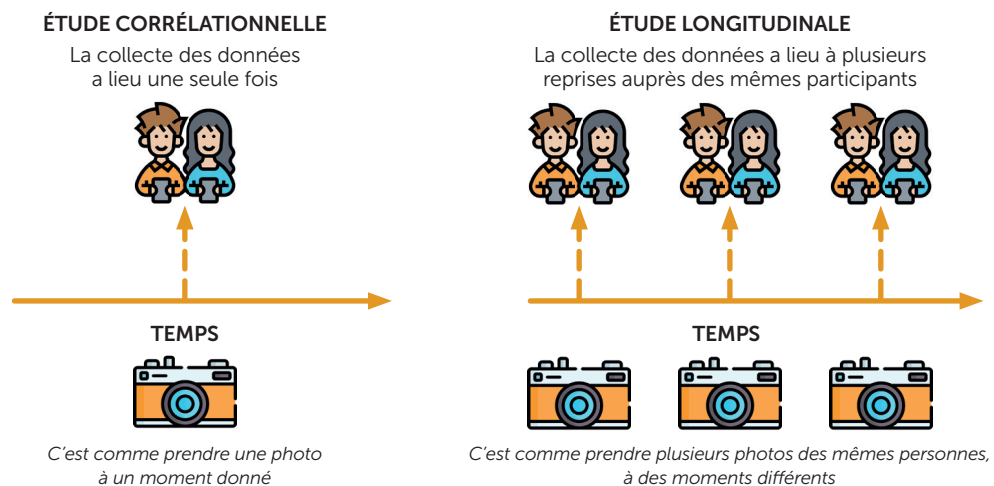 ÉTUDE CORRÉLATIONNELLE
La collecte des données
a lieu une seule fois
TEMPS
C'est comme prendre une photo
à un moment donné
ÉTUDE LONGITUDINALE
La collecte des données a lieu à plusieurs
reprises auprès des mêmes participants
TEMPS
C'est comme prendre plusieurs photos des mêmes personnes,
à des moments différents